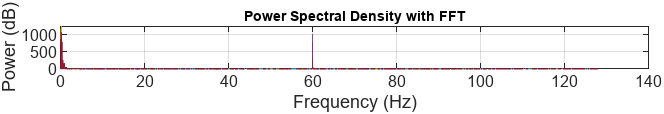 Power Spectral Density with FFT
Power (dB)
1000
500
0
0 20 40 60 80 100 120 140
Frequency (Hz)